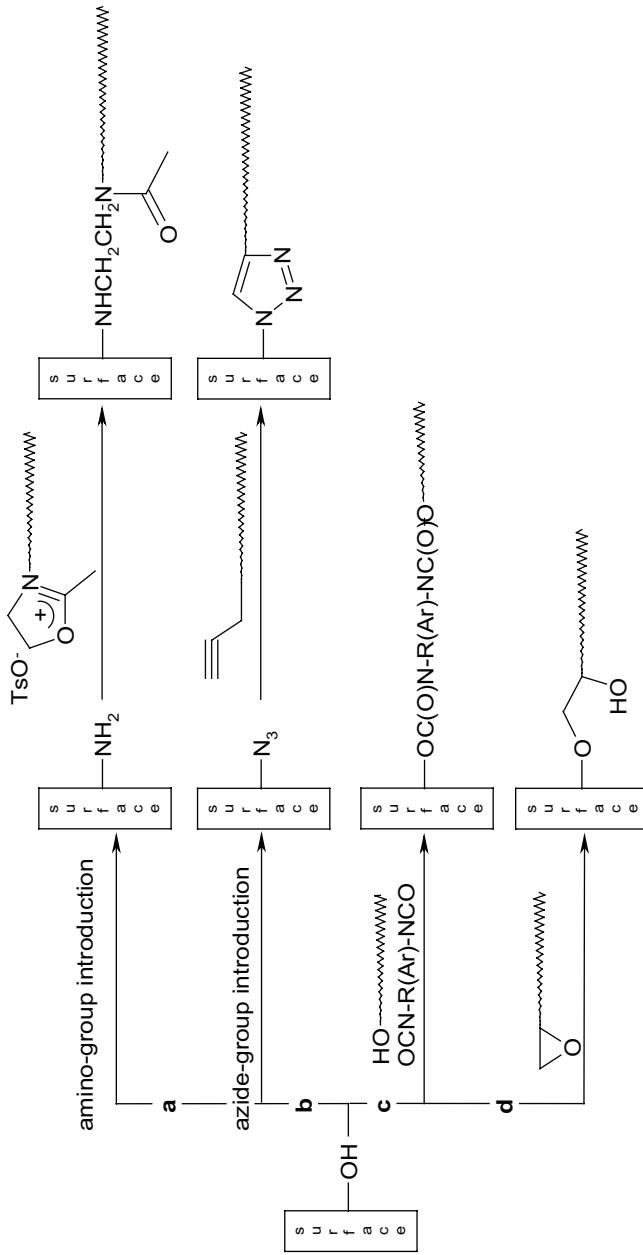 surface
OH
a
b
c
d
amino-group introduction
surface
NH2
TsO-
+
N
O
surface
NHCH2CH2-N
O
azide-group introduction
surface
N3
surface
N
N
N
HO
OCN-R(Ar)-NCO
surface
OC(O)N-R(Ar)-NC(O)O
O
surface
O
HO